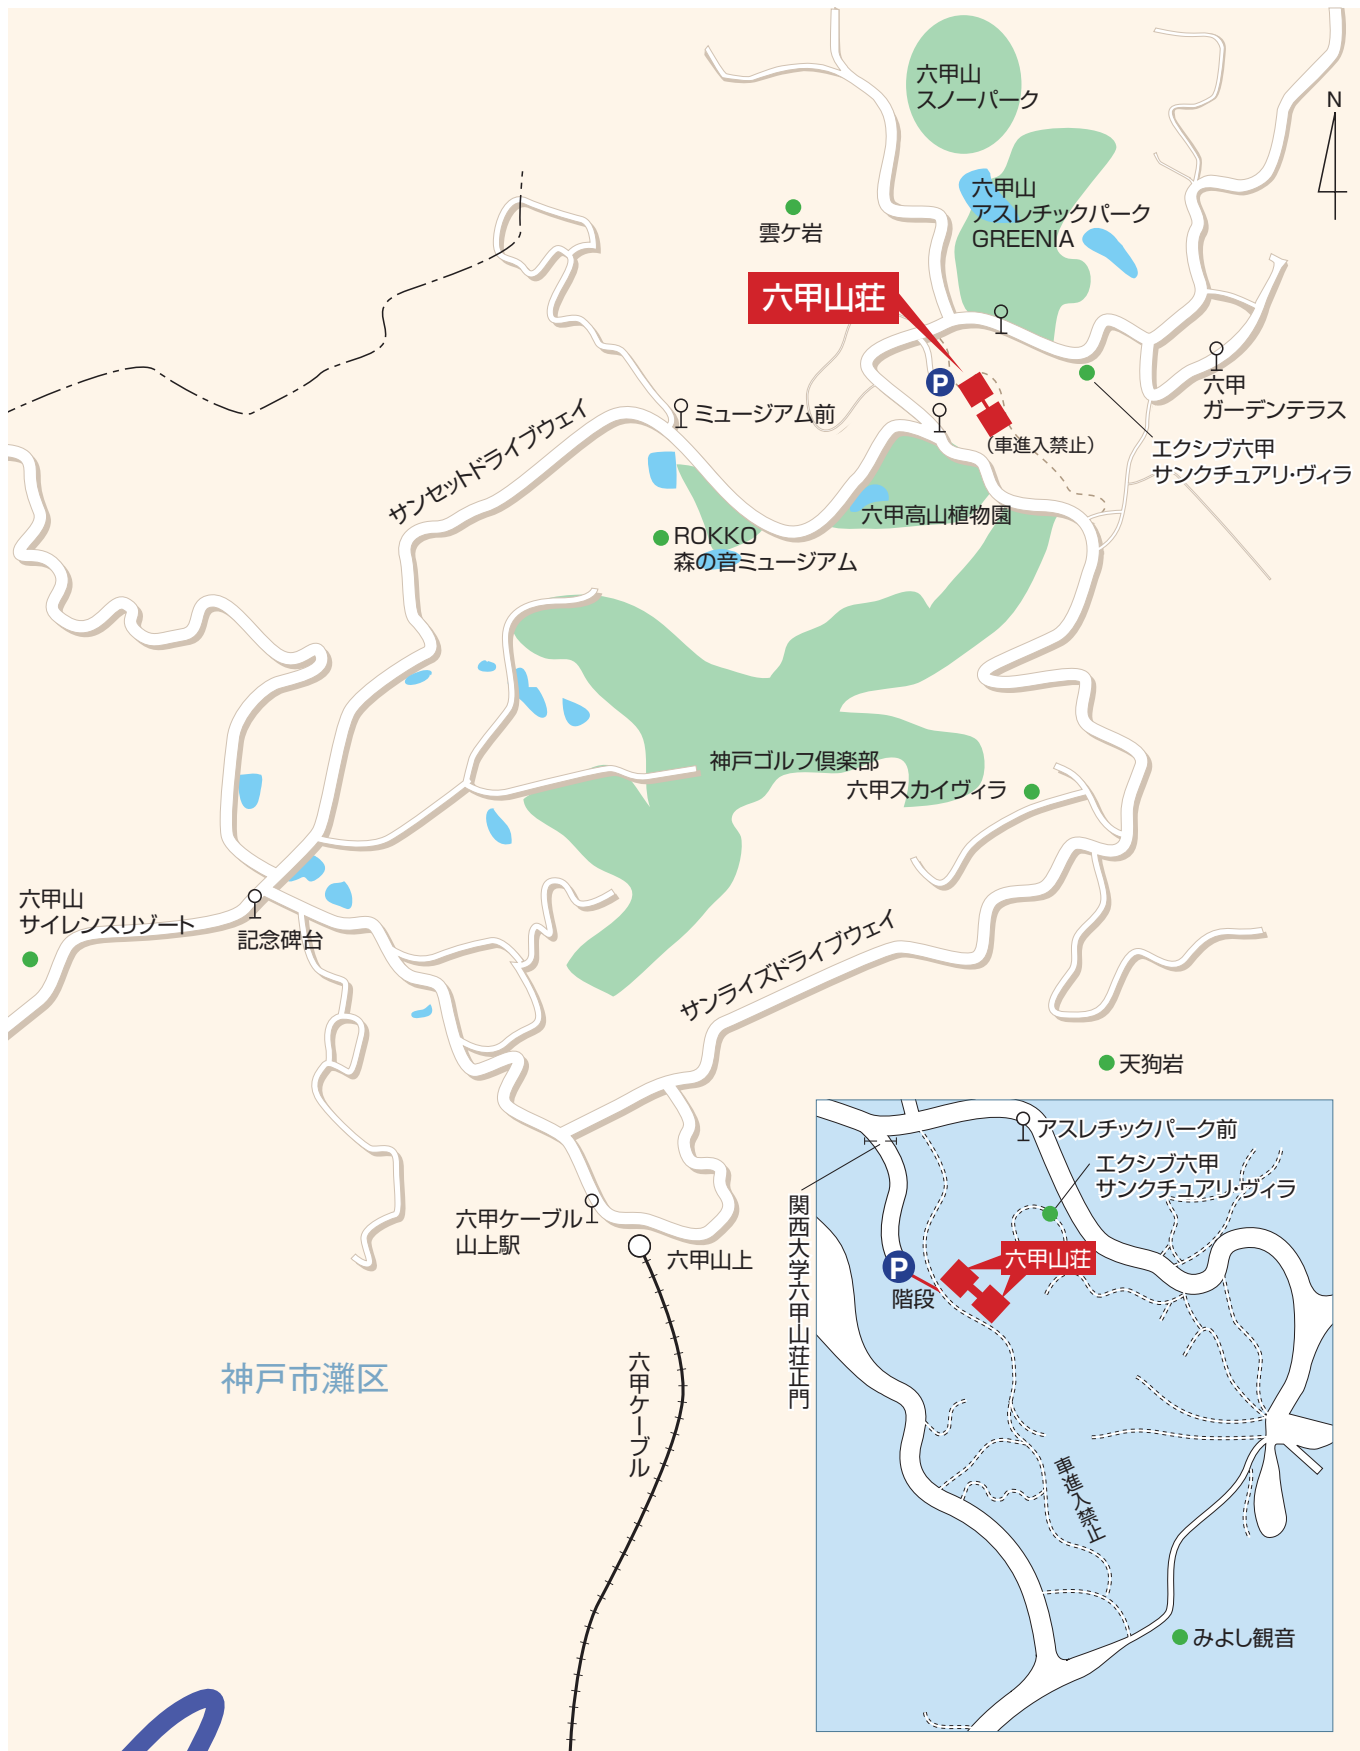 六甲山
スノーパーク
N
六甲山
アスレチックパーク
GREENIA
雲ケ岩
六甲山荘
P
六甲
ガーデンテラス
ミュージアム前
(車進入禁止)
エクシブ六甲
サンクチュアリ・ヴィラ
サンセットドライブウェイ
六甲高山植物園
ROKKO
森の音ミュージアム
神戸ゴルフ倶楽部
六甲スカイヴィラ
六甲山
サイレンスリゾート
記念碑台
サンライズドライブウェイ
天狗岩
アスレチックパーク前
エクシブ六甲
サンクチュアリ・ヴィラ
関西大学六甲山荘正門
六甲山荘
P
階段
六甲ケーブル
山上駅
六甲山上
六甲ケーブル
神戸市灘区
車進入禁止
みよし観音